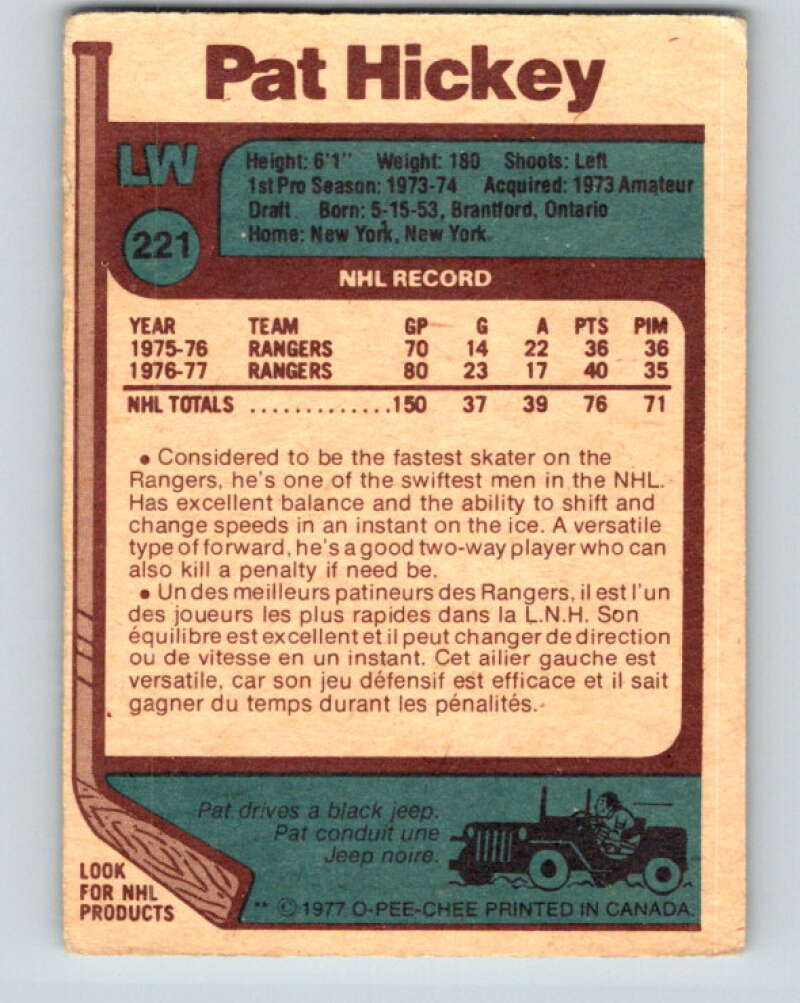 Pat Hickey
LW
221
Height: 6'1" Weight: 180 Shoots: Left
1st Pro Season: 1973-74 Acquired: 1973 Amateur
Draft Born: 5-15-53, Brantford, Ontario
Home: New York, New York
NHL RECORD
YEAR TEAM GP G A PTS PIM
1975-76 RANGERS 70 14 22 36 36
1976-77 RANGERS 80 23 17 40 35
NHL TOTALS .............150 37 39 76 71
• Considered to be the fastest skater on the
Rangers, he's one of the swiftest men in the NHL.
Has excellent balance and the ability to shift and
change speeds in an instant on the ice. A versatile
type of forward, he's a good two-way player who can
also kill a penalty if need be.
• Un des meilleurs patineurs des Rangers, il est l'un
des joueurs les plus rapides dans la L.N.H. Son
équilibre est excellent et il peut changer de direction
ou de vitesse en un instant. Cet ailier gauche est
versatile, car son jeu défensif est efficace et il sait
gagner du temps durant les pénalités.
Pat drives a black jeep.
Pat conduit une
Jeep noire.
LOOK
FOR NHL
PRODUCTS
** © 1977 O-PEE-CHEE PRINTED IN CANADA.